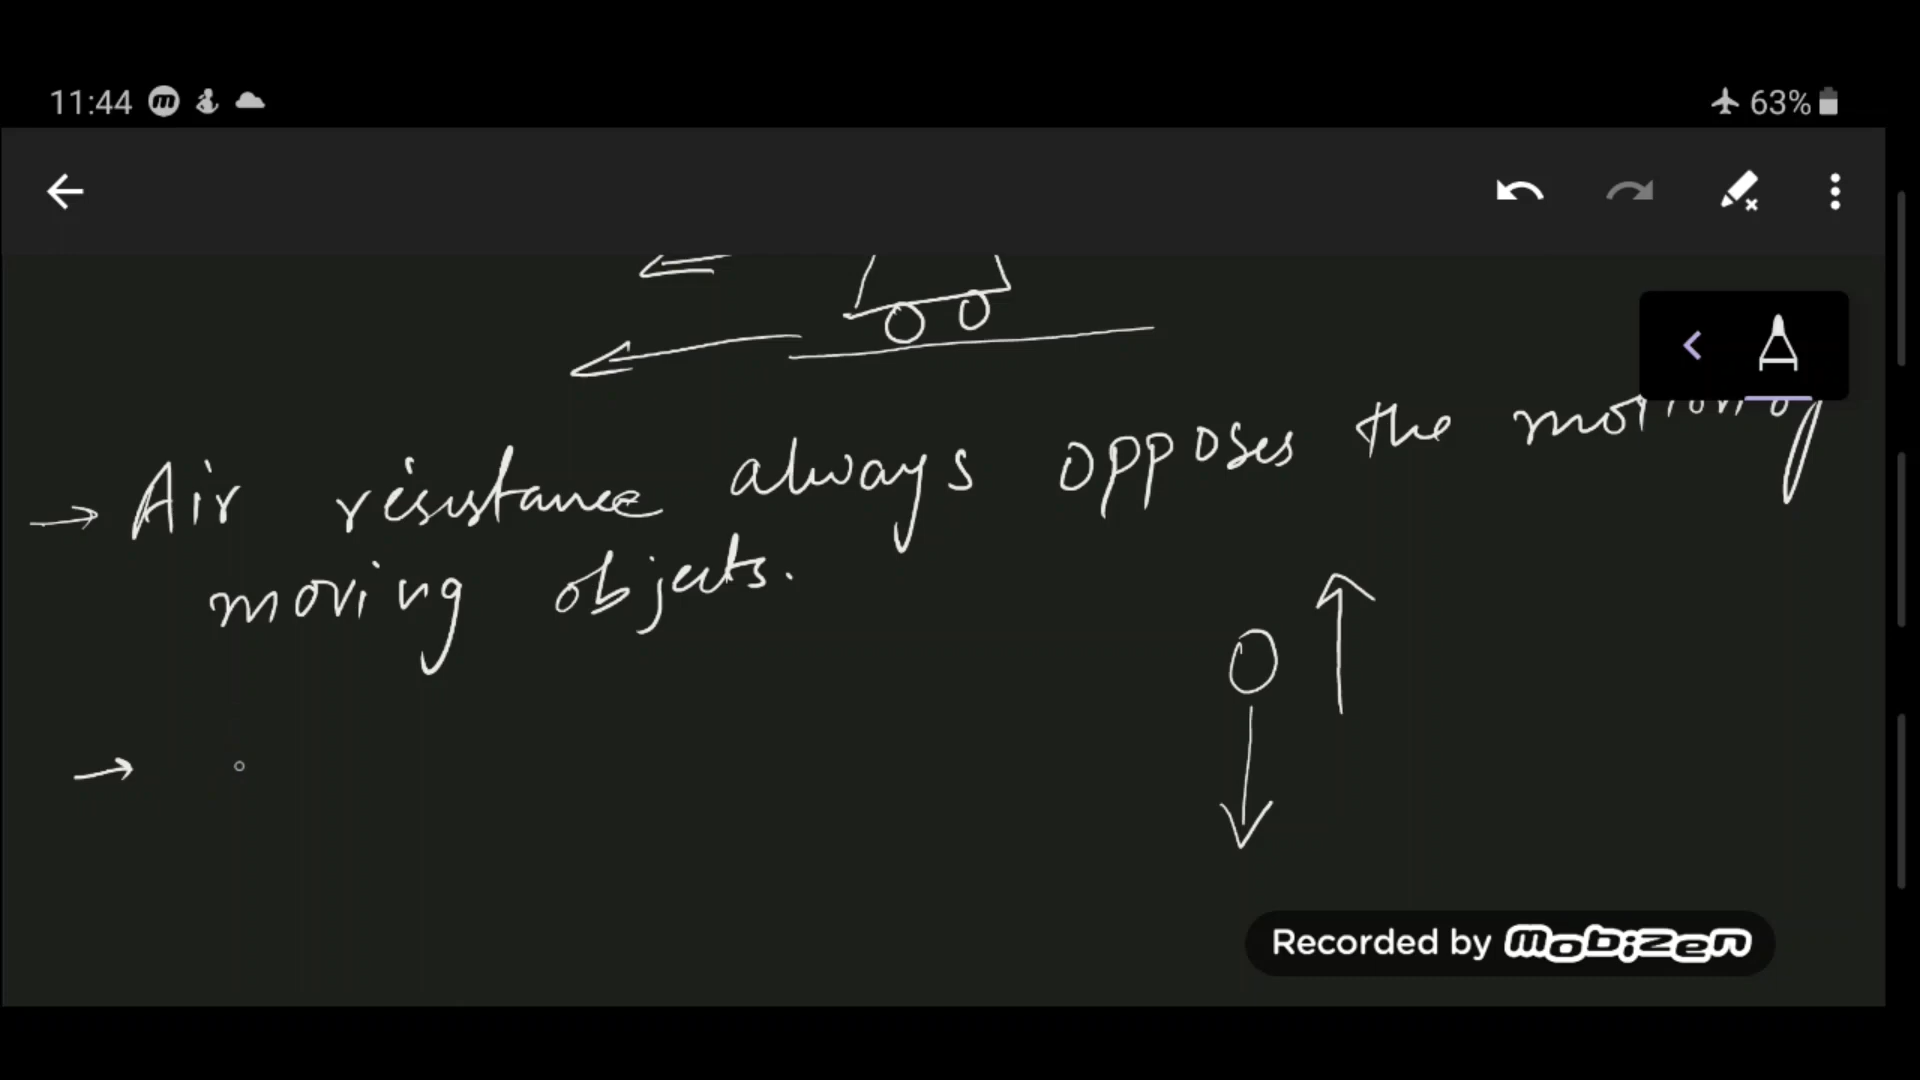 11:44
63%
→ Air resistance always opposes the motion of
moving objects.
→
Recorded by mobizen